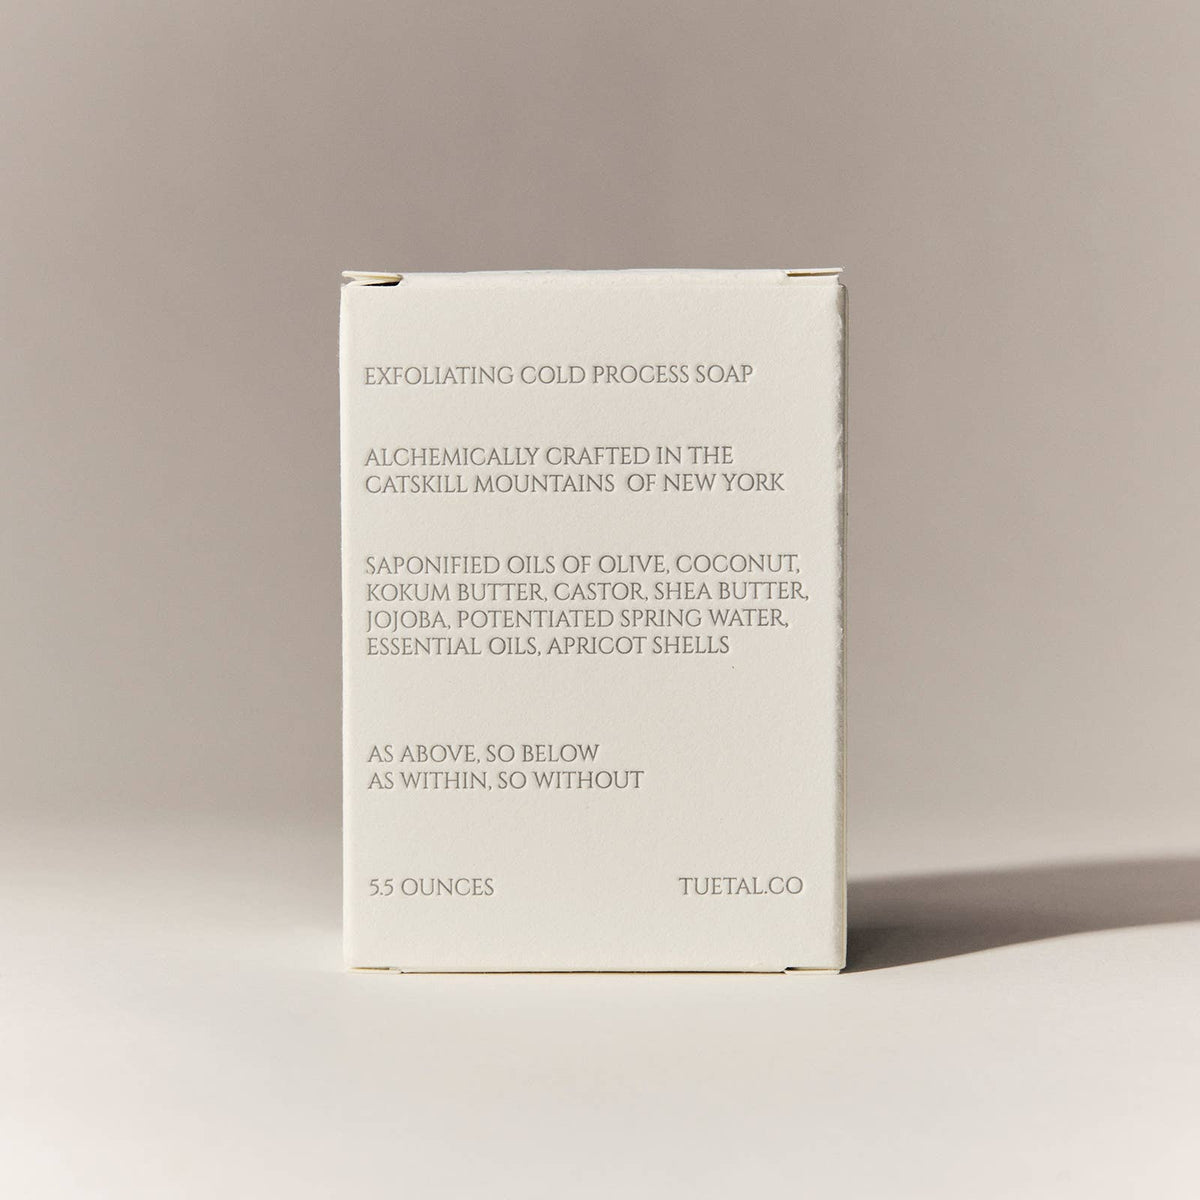 EXFOLIATING COLD PROCESS SOAP
ALCHEMICALLY CRAFTED IN THE
CATSKILL MOUNTAINS OF NEW YORK
SAPONIFIED OILS OF OLIVE, COCONUT,
KOKUM BUTTER, CASTOR, SHEA BUTTER,
JOJOBA, POTENTIATED SPRING WATER,
ESSENTIAL OILS, APRICOT SHELLS
AS ABOVE, SO BELOW
AS WITHIN, SO WITHOUT
5.5 OUNCES TUETAL.CO